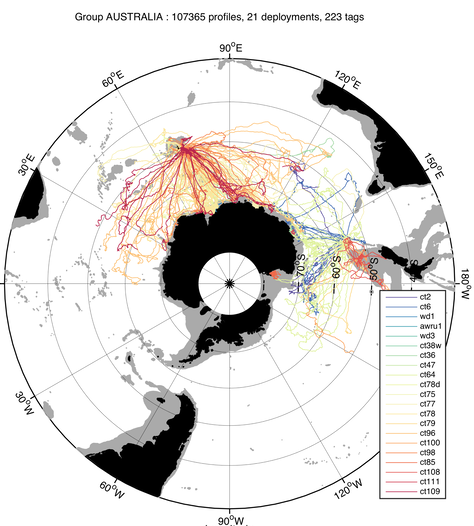 Group AUSTRALIA : 107365 profiles, 21 deployments, 223 tags
90°E
60°E
120°E
30°E
150°E
70°S
60°S
50°S
180°W
ct2
ct6
wd1
awru1
wd3
ct38w
ct36
ct47
ct64
ct78d
ct75
ct77
ct78
ct79
ct96
ct100
ct98
ct85
ct108
ct111
ct109
30°W
60°W
120°W
90°W